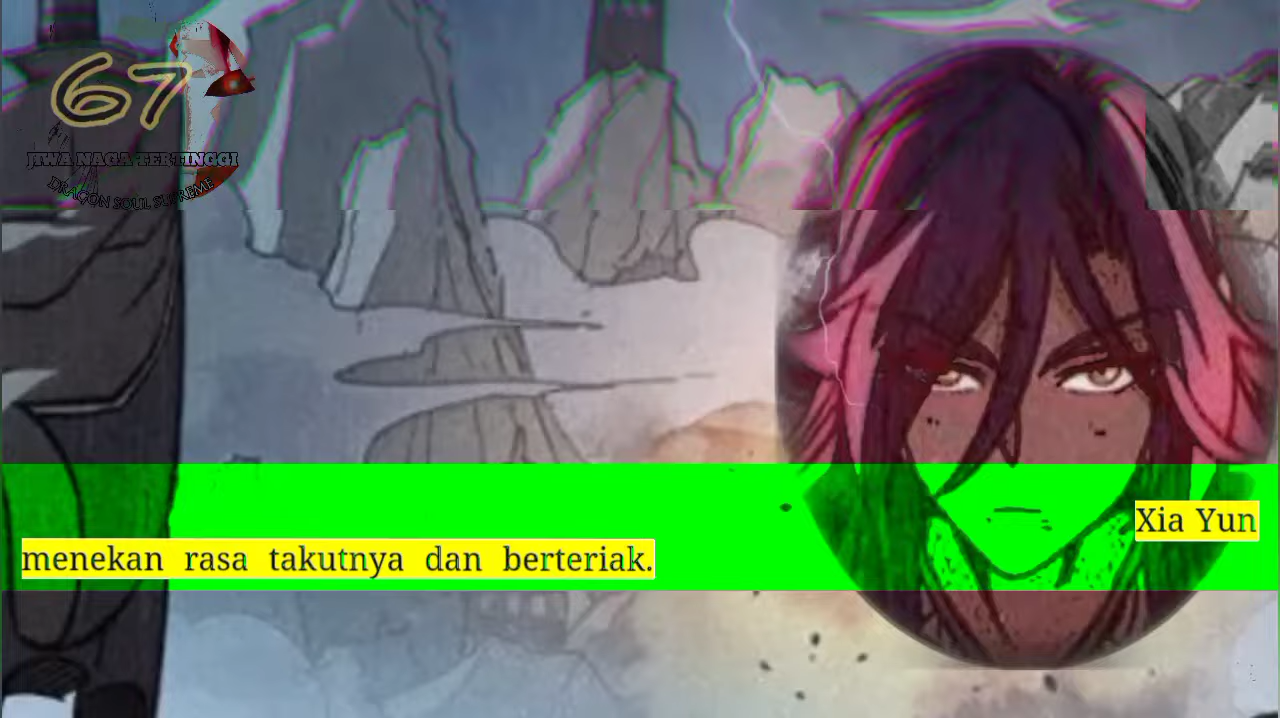 67
JIWA NAGA TERTINGGI
DRAGON SOUL SUPREME
Xia Yun
menekan rasa takutnya dan berteriak.